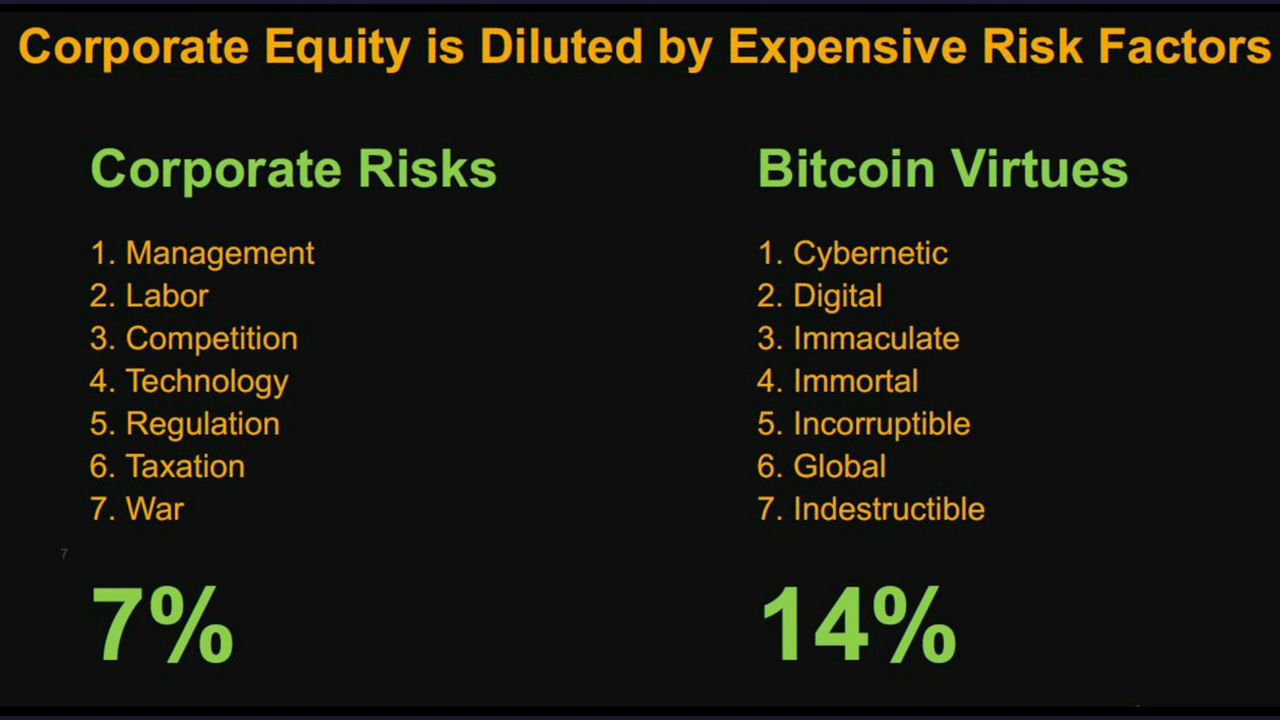 Corporate Equity is Diluted by Expensive Risk Factors
Corporate Risks
1. Management
2. Labor
3. Competition
4. Technology
5. Regulation
6. Taxation
7. War
7
7%
Bitcoin Virtues
1. Cybernetic
2. Digital
3. Immaculate
4. Immortal
5. Incorruptible
6. Global
7. Indestructible
14%